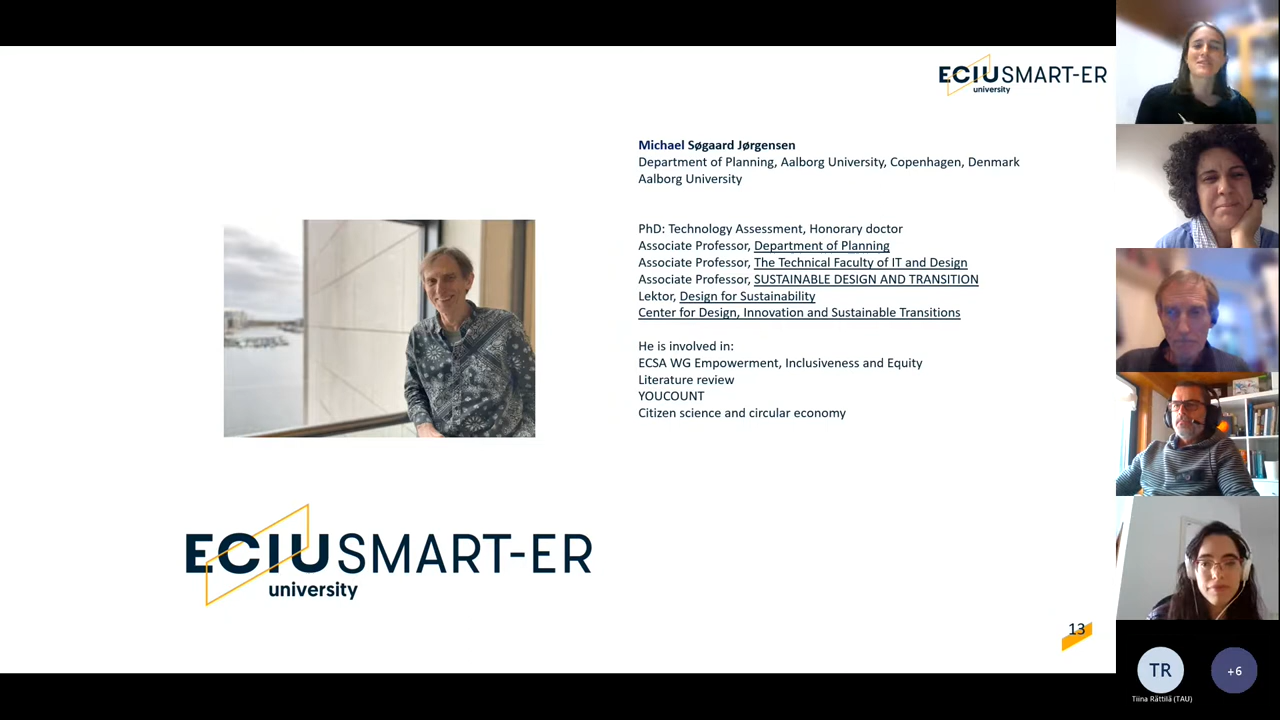 ECIU SMART-ER
university
Michael Søgaard Jørgensen
Department of Planning, Aalborg University, Copenhagen, Denmark
Aalborg University
PhD: Technology Assessment, Honorary doctor
Associate Professor, Department of Planning
Associate Professor, The Technical Faculty of IT and Design
Associate Professor, SUSTAINABLE DESIGN AND TRANSITION
Lektor, Design for Sustainability
Center for Design, Innovation and Sustainable Transitions
He is involved in:
ECSA WG Empowerment, Inclusiveness and Equity
Literature review
YOUCOUNT
Citizen science and circular economy
ECIU SMART-ER
university
13
TR
+6
Tiina Rättilä (TAU)